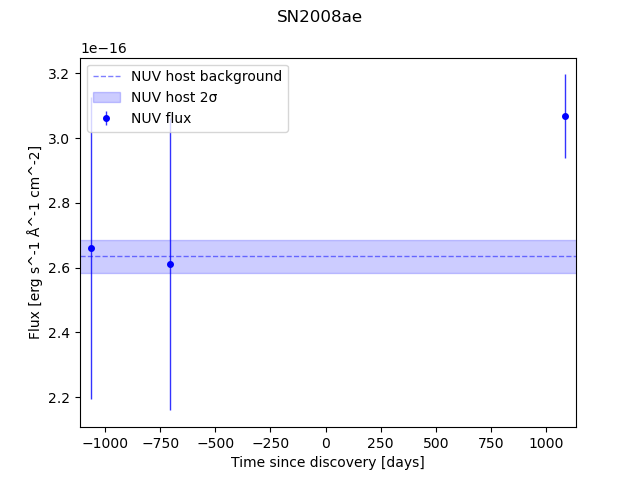 SN2008ae
1e−16
NUV host background
NUV host 2σ
NUV flux
3.2
3.0
2.8
2.6
2.4
2.2
Flux [erg s^-1 Å^-1 cm^-2]
−1000 −750 −500 −250 0 250 500 750 1000
Time since discovery [days]